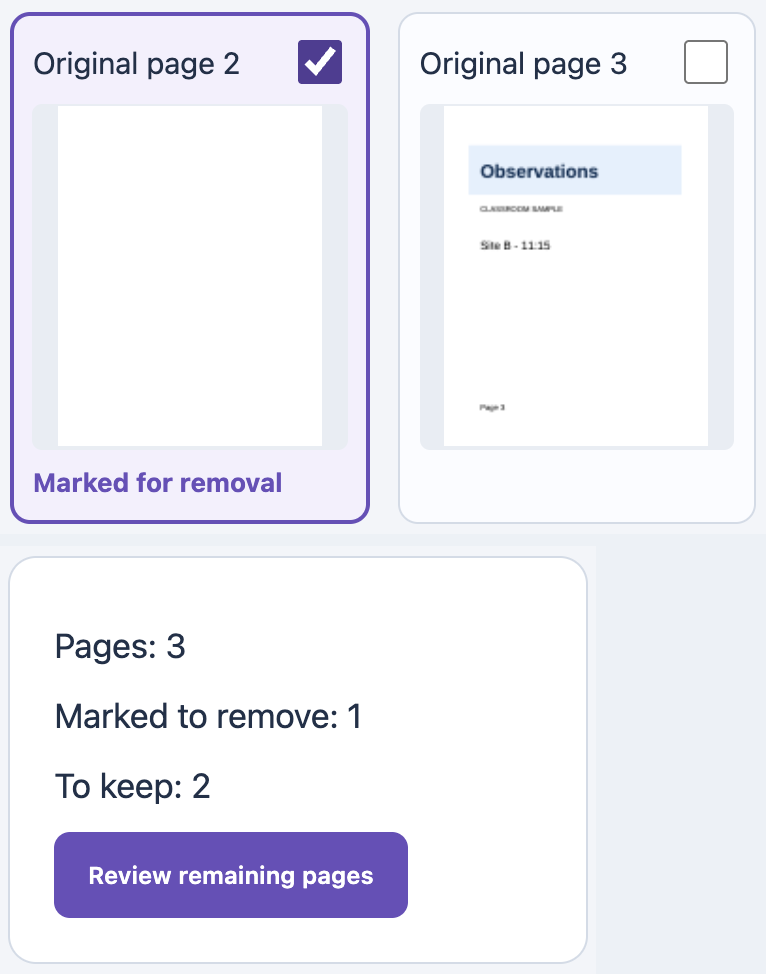 Original page 2
Marked for removal
Original page 3
Observations
CLASSROOM SAMPLE
Site B - 11:15
Page 3
Pages: 3
Marked to remove: 1
To keep: 2
Review remaining pages